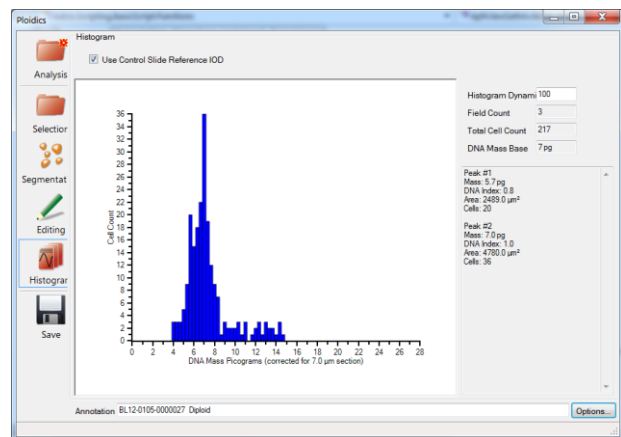 Ploidics
Histogram
Use Control Slide Reference IOD
Analysis
Selection
Segmentat
Editing
Histograr
Save
Histogram Dynami 100
Field Count 3
Total Cell Count 217
DNA Mass Base 7 pg
Peak #1
Mass: 5.7 pg
DNA Index: 0.8
Area: 2489.0 µm²
Cells: 20
Peak #2
Mass: 7.0 pg
DNA Index: 1.0
Area: 4780.0 µm²
Cells: 36
36
34
32
30
28
26
24
22
20
18
16
14
12
10
8
6
4
2
0
Cell Count
0 2 4 6 8 10 12 14 16 18 20 22 24 26 28
DNA Mass Picograms (corrected for 7.0 µm section)
Annotation BL12-0105-0000027 Diploid
Options...